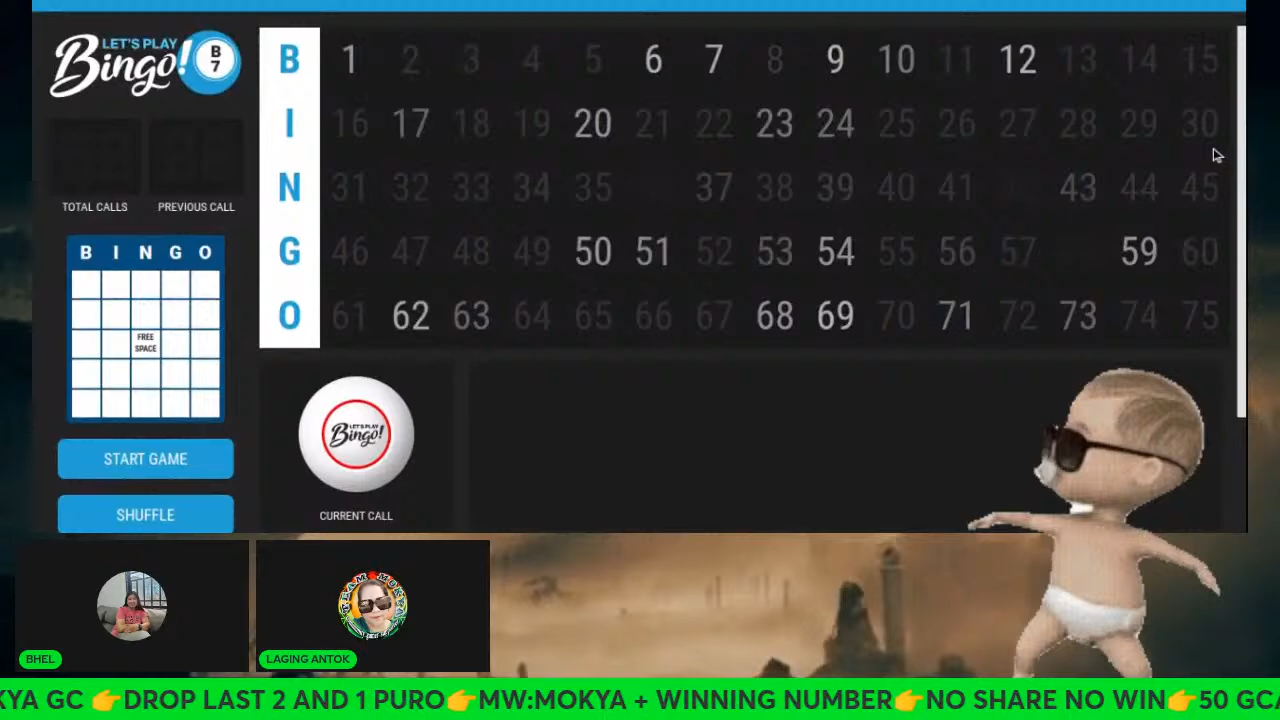 LET'S PLAY
Bingo!
B
7
TOTAL CALLS
PREVIOUS CALL
B 1 2 3 4 5 6 7 8 9 10 11 12 13 14 15
I 16 17 18 19 20 21 22 23 24 25 26 27 28 29 30
N 31 32 33 34 35 37 38 39 40 41 43 44 45
G 46 47 48 49 50 51 52 53 54 55 56 57 59 60
O 61 62 63 64 65 66 67 68 69 70 71 72 73 74 75
B I N G O
FREE
SPACE
START GAME
SHUFFLE
LET'S PLAY
Bingo!
CURRENT CALL
BHEL
LAGING ANTOK
KYA GC 👉DROP LAST 2 AND 1 PURO👉MW:MOKYA + WINNING NUMBER👉NO SHARE NO WIN👉50 GCA